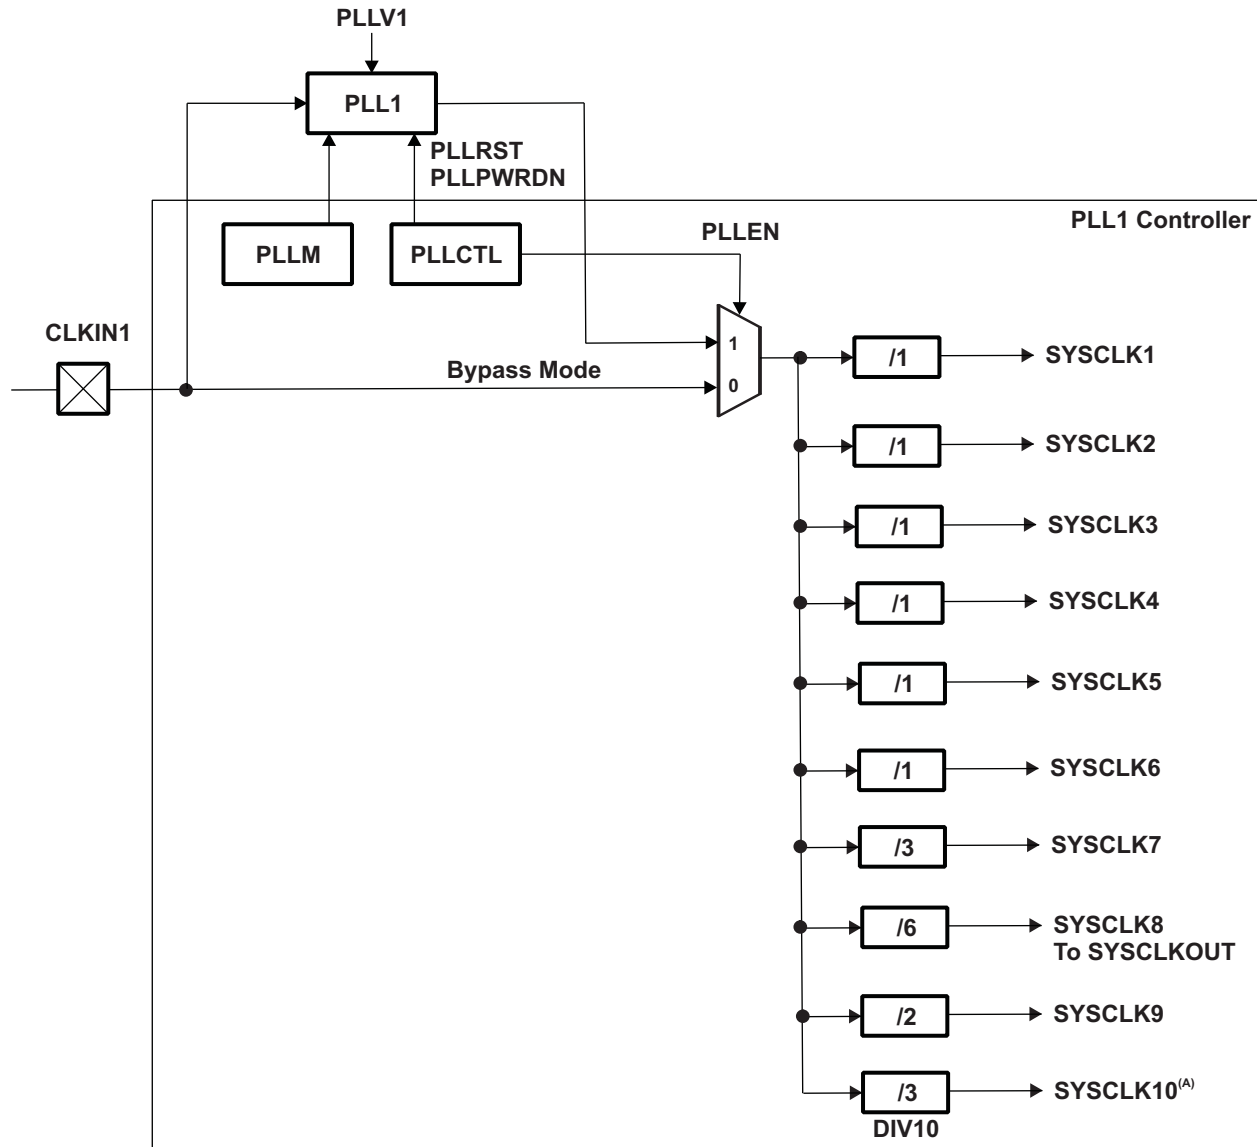 PLLV1
PLL1
PLLRST
PLLPWRDN
PLL1 Controller
PLLM
PLLCTL
PLLEN
CLKIN1
Bypass Mode
1
0
/1
SYSCLK1
/1
SYSCLK2
/1
SYSCLK3
/1
SYSCLK4
/1
SYSCLK5
/1
SYSCLK6
/3
SYSCLK7
/6
SYSCLK8
To SYSCLKOUT
/2
SYSCLK9
/3
SYSCLK10(A)
DIV10